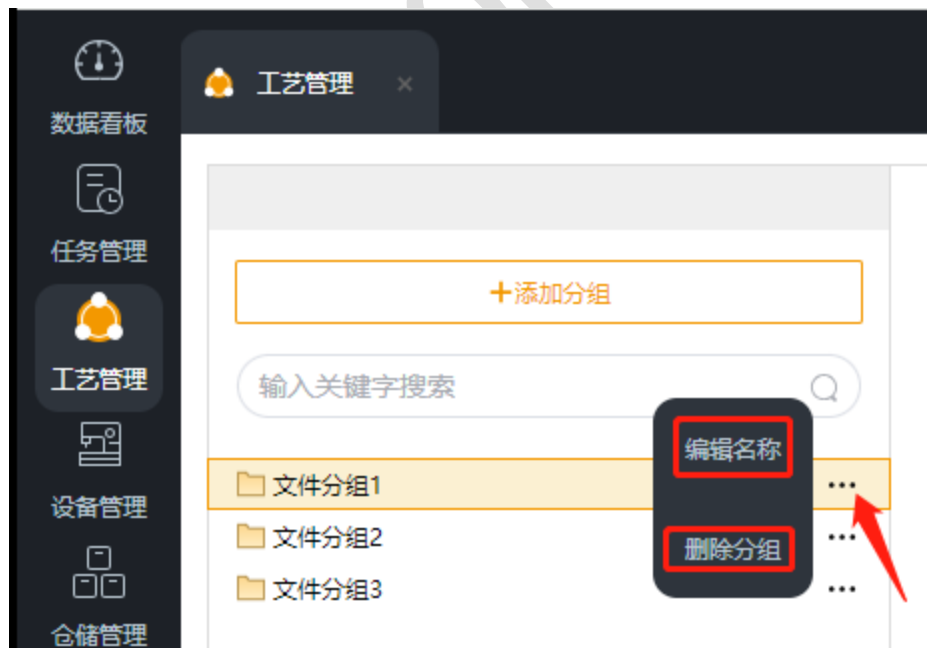 数据看板
任务管理
工艺管理
设备管理
仓储管理
工艺管理 ×
+添加分组
输入关键字搜索
文件分组1
文件分组2
文件分组3
编辑名称
删除分组